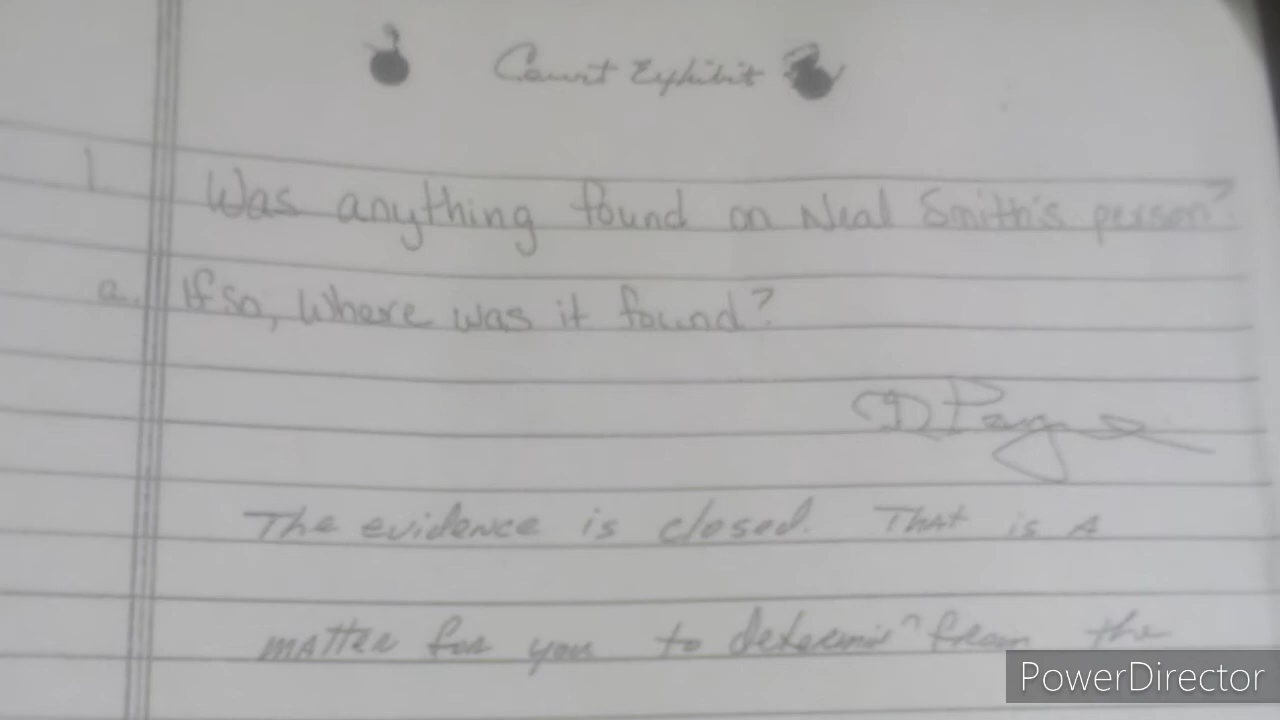 Court Exhibit
1. Was anything found on Neal Smith's person?
a. If so, Where was it found?
D Payne
The evidence is closed. That is A
matter for you to determine from the
PowerDirector